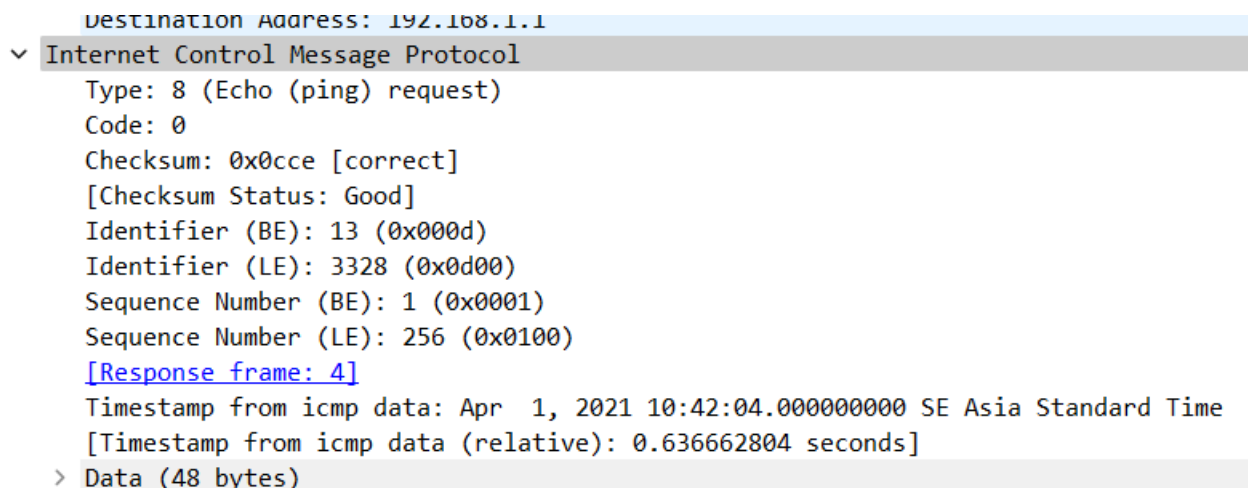 Destination Address: 192.168.1.1
Internet Control Message Protocol
Type: 8 (Echo (ping) request)
Code: 0
Checksum: 0x0cce [correct]
[Checksum Status: Good]
Identifier (BE): 13 (0x000d)
Identifier (LE): 3328 (0x0d00)
Sequence Number (BE): 1 (0x0001)
Sequence Number (LE): 256 (0x0100)
[Response frame: 4]
Timestamp from icmp data: Apr  1, 2021 10:42:04.000000000 SE Asia Standard Time
[Timestamp from icmp data (relative): 0.636662804 seconds]
Data (48 bytes)